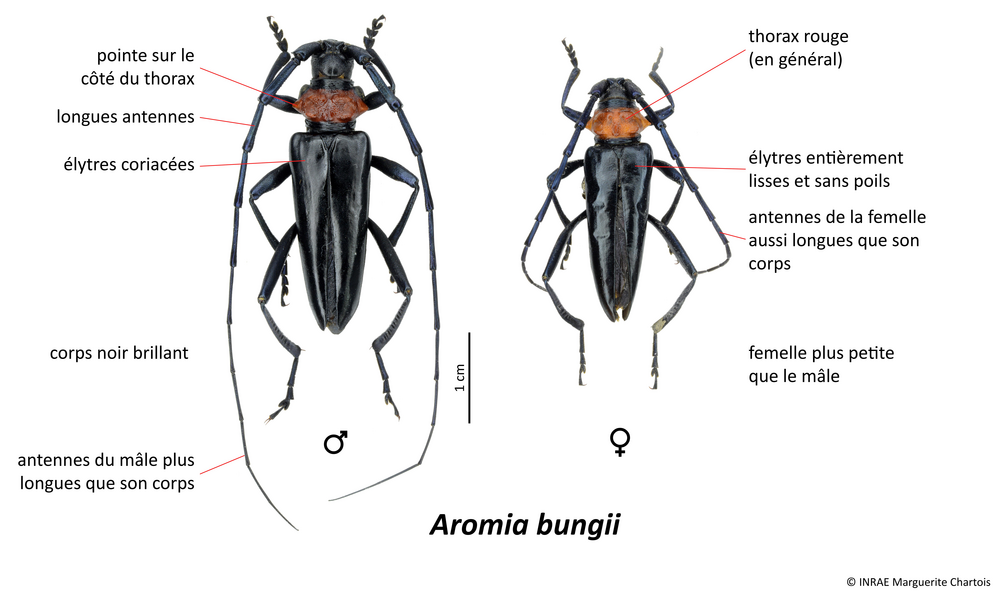 pointe sur le
côté du thorax
longues antennes
élytres coriacées
corps noir brillant
antennes du mâle plus
longues que son corps
thorax rouge
(en général)
élytres entièrement
lisses et sans poils
antennes de la femelle
aussi longues que son
corps
femelle plus petite
que le mâle
1 cm
♂
♀
Aromia bungii
© INRAE Marguerite Chartois